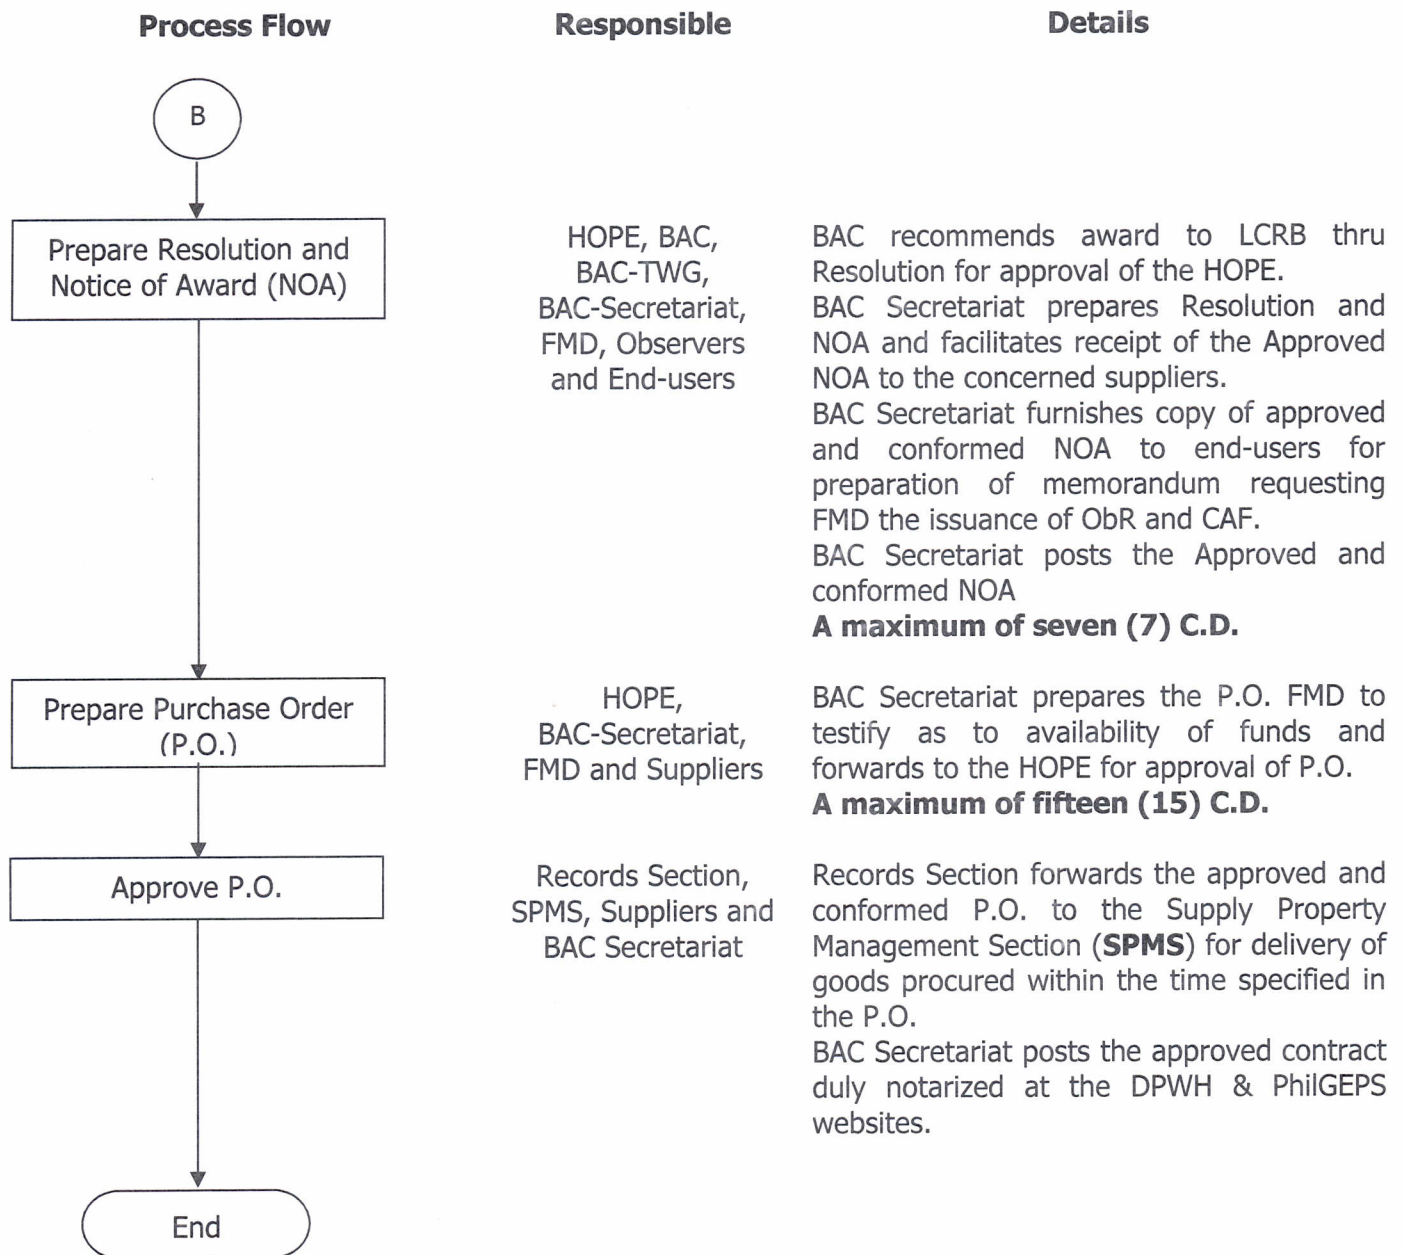 Process Flow
Responsible
Details
B
Prepare Resolution and
Notice of Award (NOA)
HOPE, BAC,
BAC-TWG,
BAC-Secretariat,
FMD, Observers
and End-users
BAC recommends award to LCRB thru
Resolution for approval of the HOPE.
BAC Secretariat prepares Resolution and
NOA and facilitates receipt of the Approved
NOA to the concerned suppliers.
BAC Secretariat furnishes copy of approved
and conformed NOA to end-users for
preparation of memorandum requesting
FMD the issuance of ObR and CAF.
BAC Secretariat posts the Approved and
conformed NOA
A maximum of seven (7) C.D.
Prepare Purchase Order
(P.O.)
HOPE,
BAC-Secretariat,
FMD and Suppliers
BAC Secretariat prepares the P.O. FMD to
testify as to availability of funds and
forwards to the HOPE for approval of P.O.
A maximum of fifteen (15) C.D.
Approve P.O.
Records Section,
SPMS, Suppliers and
BAC Secretariat
Records Section forwards the approved and
conformed P.O. to the Supply Property
Management Section (SPMS) for delivery of
goods procured within the time specified in
the P.O.
BAC Secretariat posts the approved contract
duly notarized at the DPWH & PhilGEPS
websites.
End